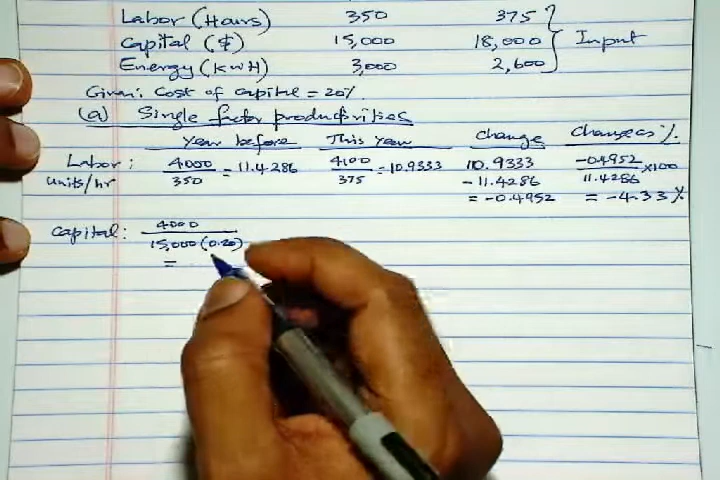 Labor (Hours) 350 375
Capital ($) 15,000 18,000 Input
Energy (KWH) 3,000 2,600
Given: Cost of capital = 20%
(a) Single factor productivities
Year before This Year Change Change as %
Labor: 4000/350 = 11.4286 4100/375 = 10.9333 10.9333 -0.4952/11.4286 x100
Units/hr - 11.4286
= -0.4952 = -4.33%
Capital: 4000/15,000(0.20)
=